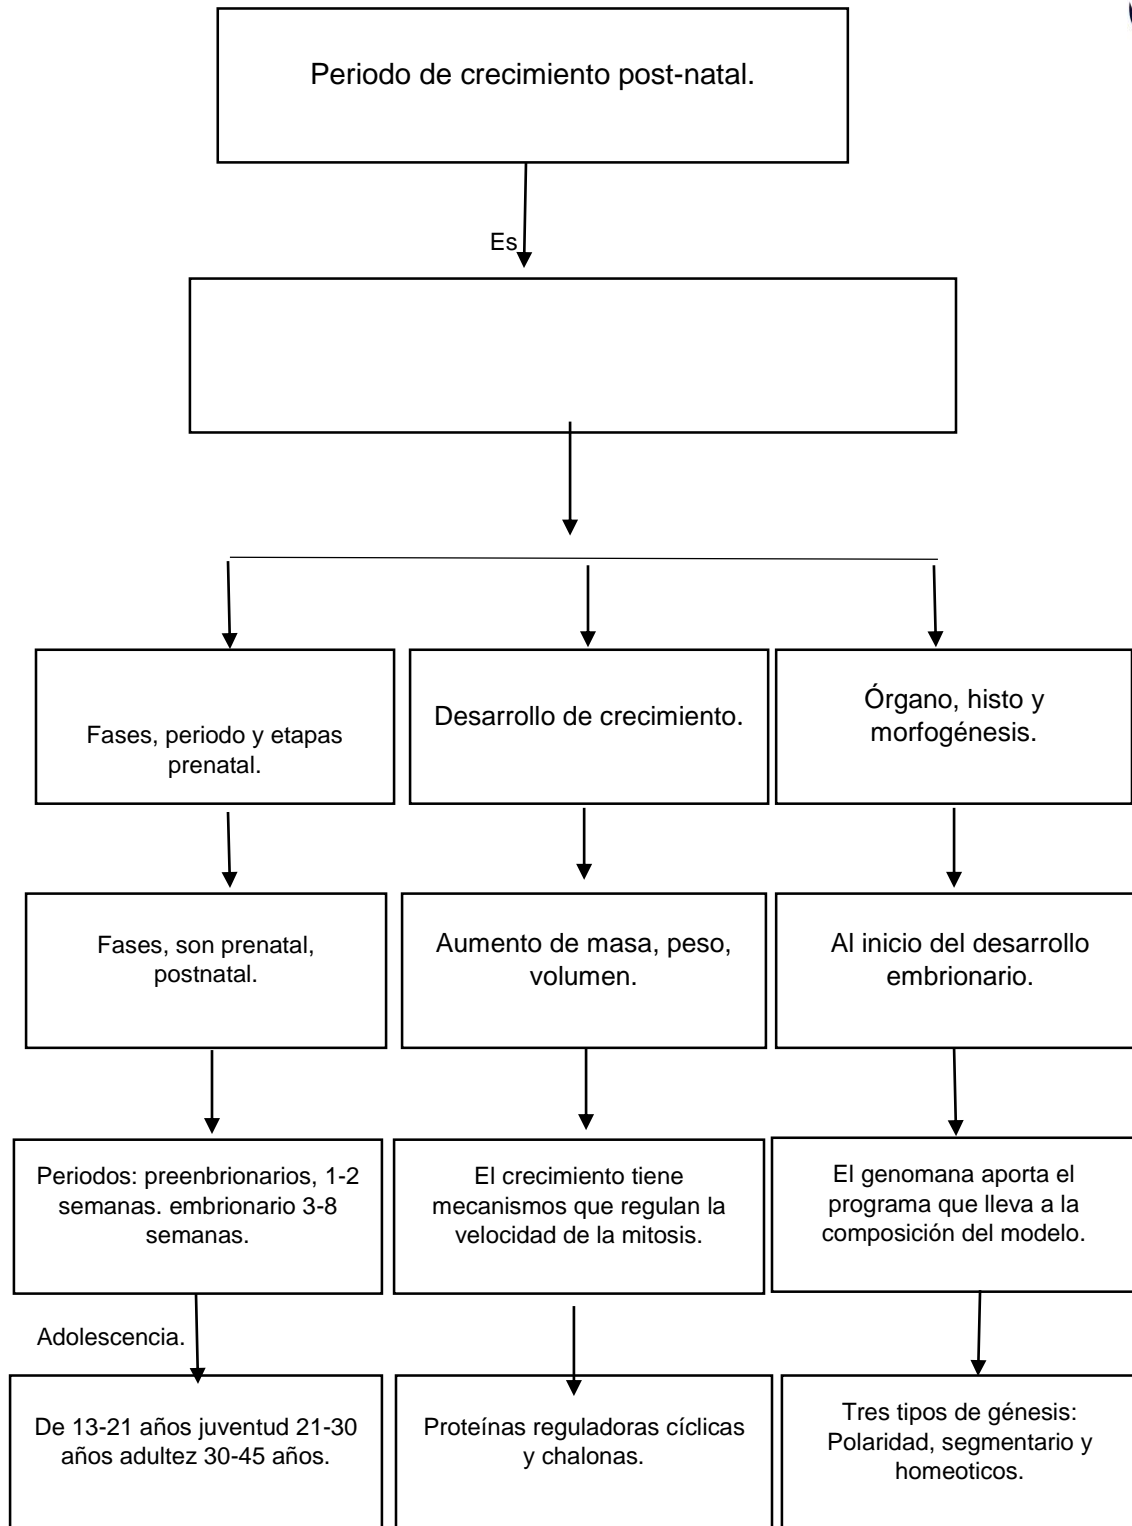 Periodo de crecimiento post-natal.
Es
Fases, periodo y etapas
prenatal.
Desarrollo de crecimiento.
Órgano, histo y
morfogénesis.
Fases, son prenatal,
postnatal.
Aumento de masa, peso,
volumen.
Al inicio del desarrollo
embrionario.
Periodos: preenbrionarios, 1-2
semanas. embrionario 3-8
semanas.
El crecimiento tiene
mecanismos que regulan la
velocidad de la mitosis.
El genomana aporta el
programa que lleva a la
composición del modelo.
Adolescencia.
De 13-21 años juventud 21-30
años adultez 30-45 años.
Proteínas reguladoras cíclicas
y chalonas.
Tres tipos de génesis:
Polaridad, segmentario y
homeoticos.